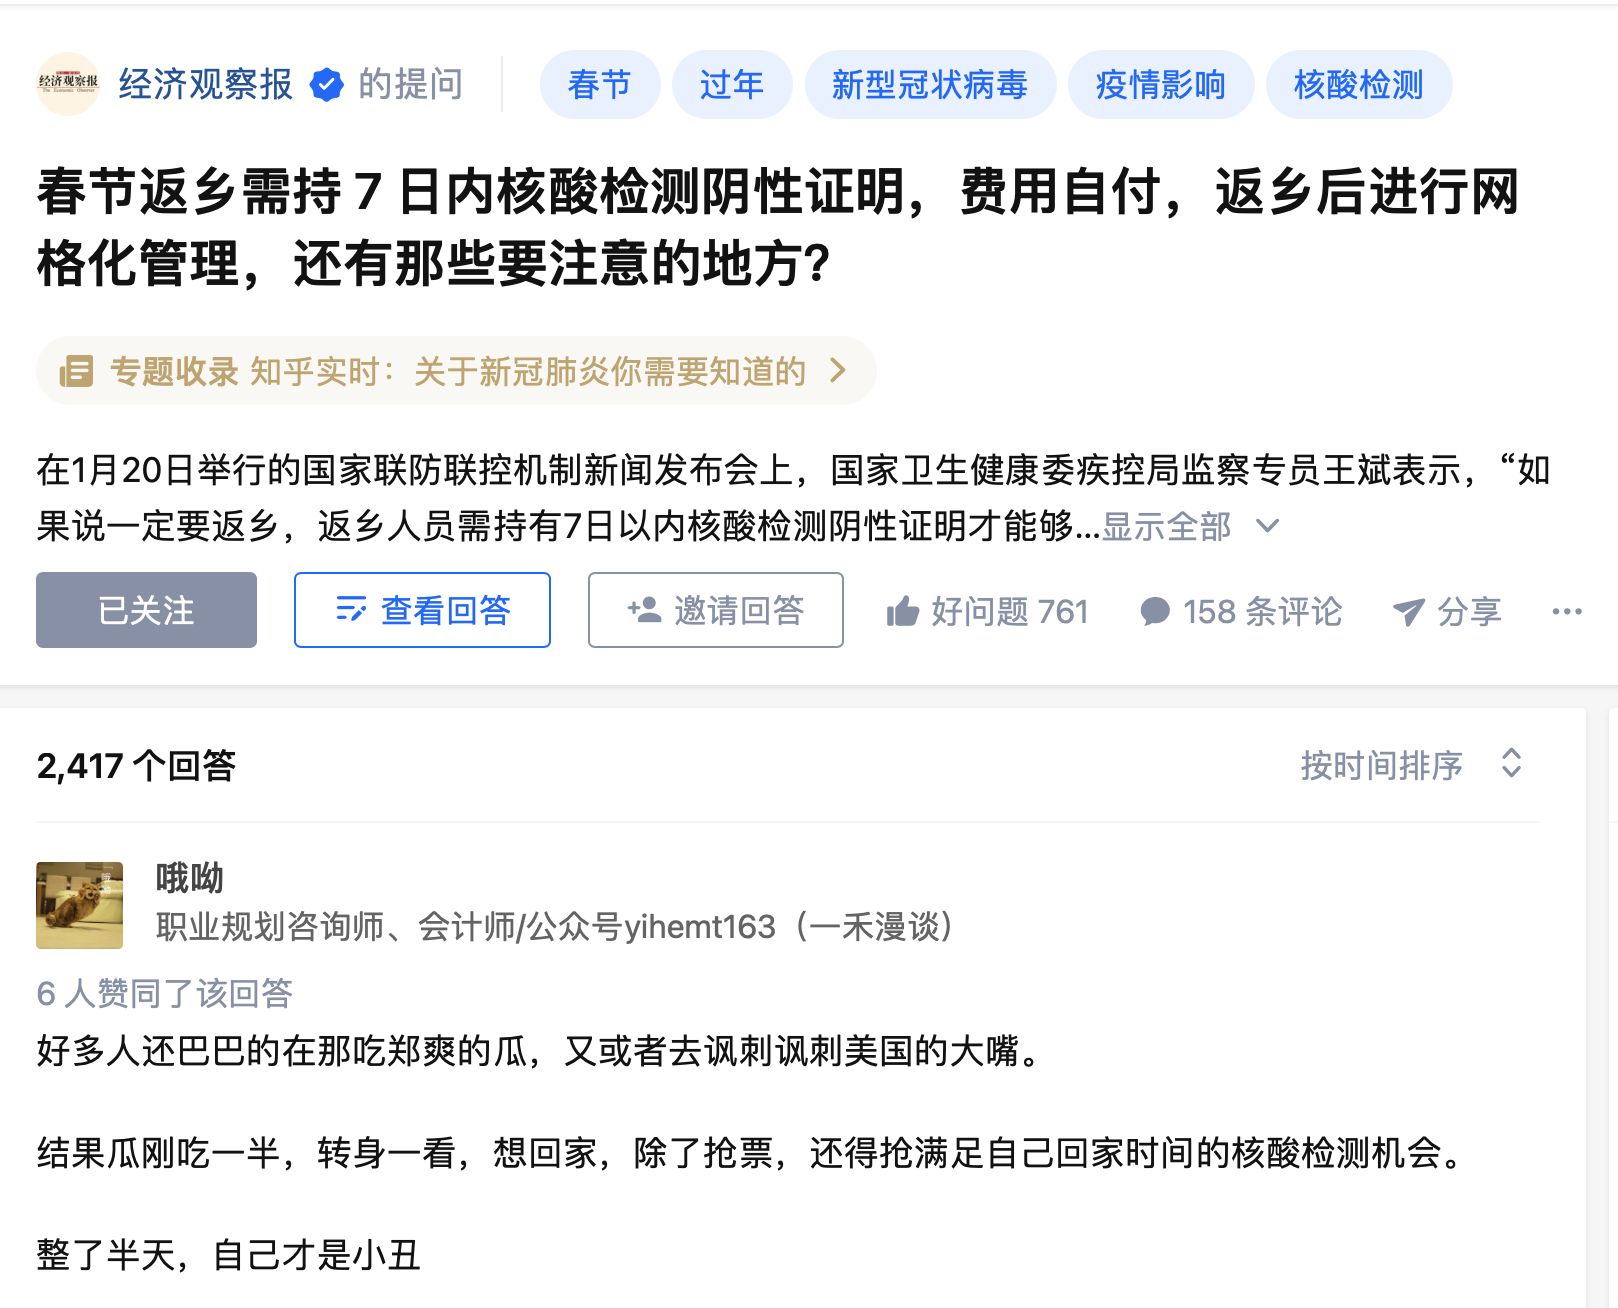 经济观察报 的提问 春节 过年 新型冠状病毒 疫情影响 核酸检测
春节返乡需持 7 日内核酸检测阴性证明，费用自付，返乡后进行网
格化管理，还有那些要注意的地方？
专题收录 知乎实时：关于新冠肺炎你需要知道的
在1月20日举行的国家联防联控机制新闻发布会上，国家卫生健康委疾控局监察专员王斌表示，“如
果说一定要返乡，返乡人员需持有7日以内核酸检测阴性证明才能够...显示全部
已关注 查看回答 邀请回答 好问题 761 158 条评论 分享 ...
2,417 个回答 按时间排序
哦呦
职业规划咨询师、会计师/公众号yihemt163（一禾漫谈）
6 人赞同了该回答
好多人还巴巴的在那吃郑爽的瓜，又或者去讽刺讽刺美国的大嘴。
结果瓜刚吃一半，转身一看，想回家，除了抢票，还得抢满足自己回家时间的核酸检测机会。
整了半天，自己才是小丑